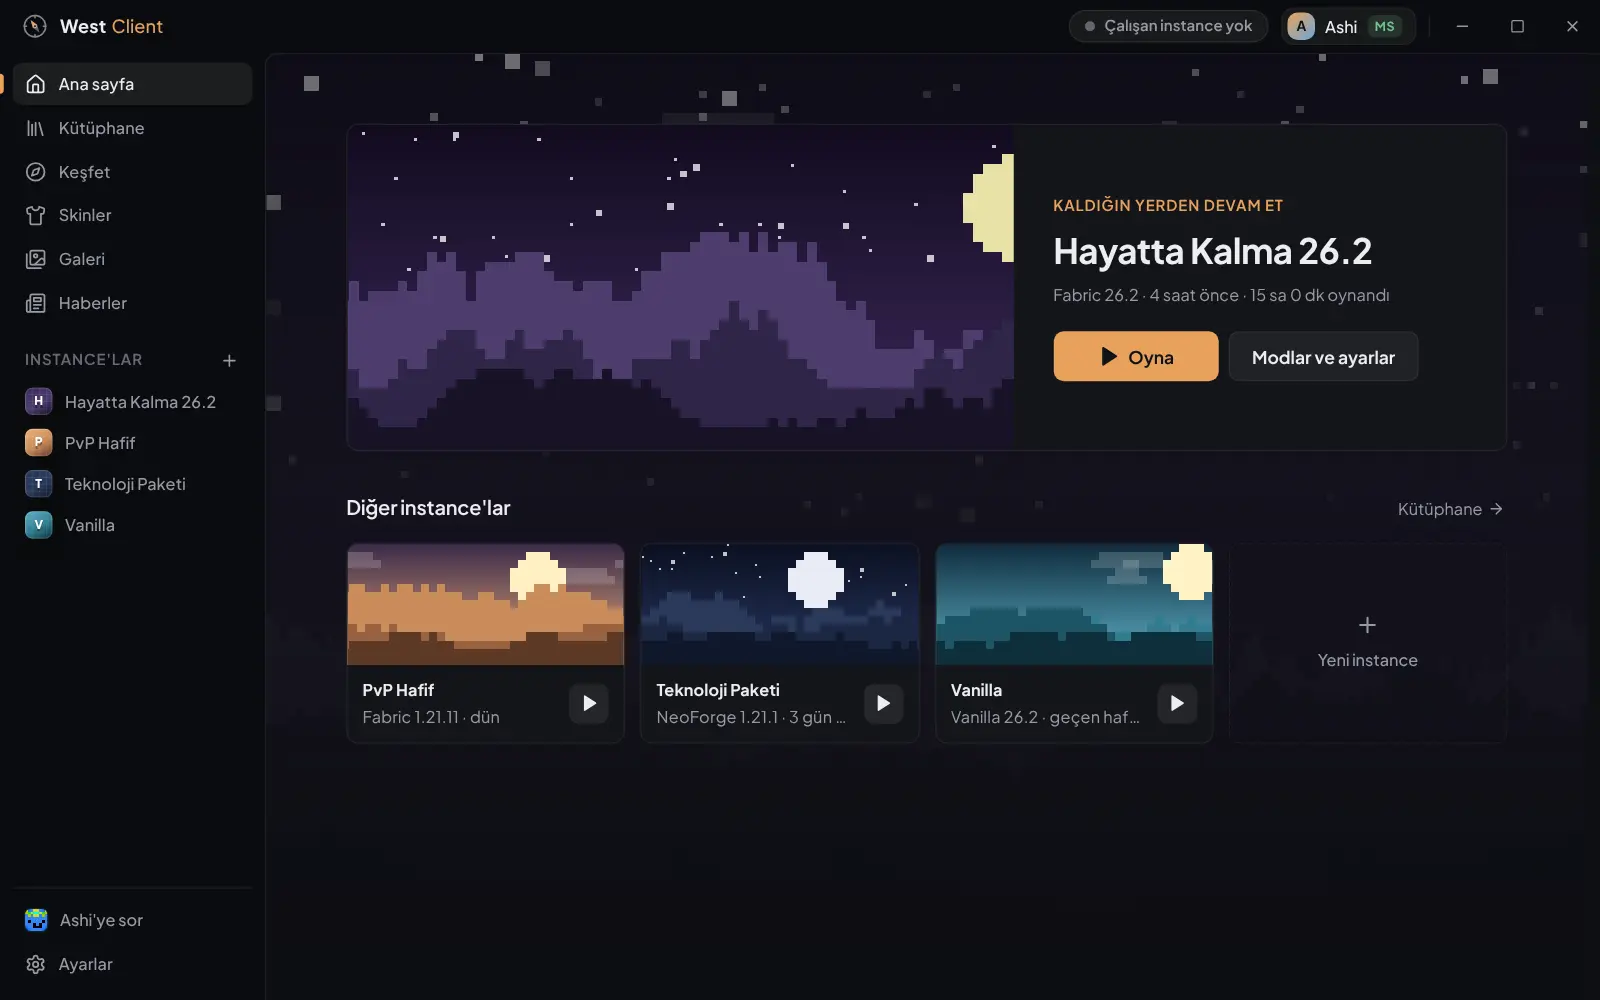 West Client
Çalışan instance yok
A
Ashi
MS
Ana sayfa
Kütüphane
Keşfet
Skinler
Galeri
Haberler
INSTANCE'LAR
H
Hayatta Kalma 26.2
P
PvP Hafif
T
Teknoloji Paketi
V
Vanilla
Ashi'ye sor
Ayarlar
KALDIĞIN YERDEN DEVAM ET
Hayatta Kalma 26.2
Fabric 26.2 · 4 saat önce · 15 sa 0 dk oynandı
Oyna
Modlar ve ayarlar
Diğer instance'lar
Kütüphane →
PvP Hafif
Fabric 1.21.11 · dün
Teknoloji Paketi
NeoForge 1.21.1 · 3 gün ...
Vanilla
Vanilla 26.2 · geçen haf...
Yeni instance